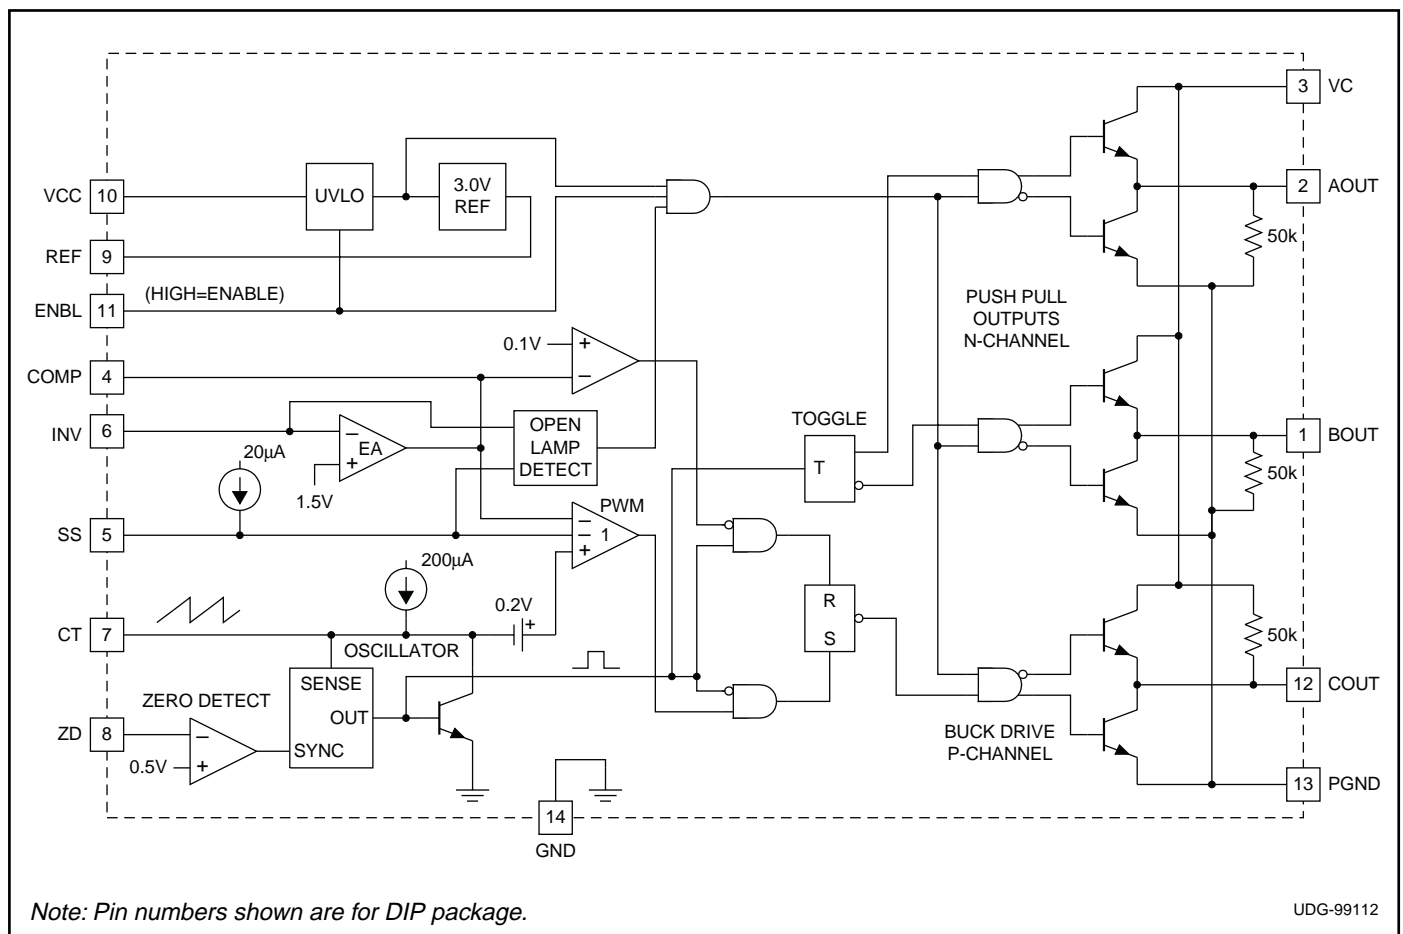 3 VC
VCC 10
UVLO
3.0V
REF
2 AOUT
REF 9
50k
(HIGH=ENABLE)
ENBL 11
PUSH PULL
OUTPUTS
N-CHANNEL
0.1V
+
−
COMP 4
INV 6
−
EA
+
1.5V
20µA
OPEN
LAMP
DETECT
TOGGLE
T
1 BOUT
50k
SS 5
PWM
−
− 1
+
200µA
0.2V
+
R
S
50k
CT 7
OSCILLATOR
SENSE
OUT
SYNC
ZERO DETECT
12 COUT
ZD 8
−
+
0.5V
BUCK DRIVE
P-CHANNEL
13 PGND
14
GND
Note: Pin numbers shown are for DIP package.
UDG-99112